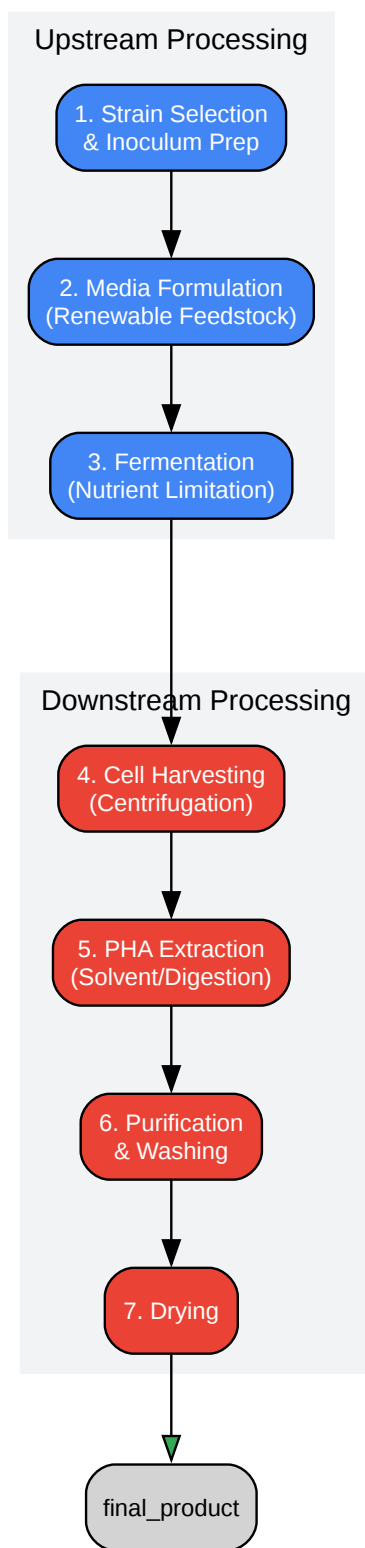 Upstream Processing
1. Strain Selection
& Inoculum Prep
2. Media Formulation
(Renewable Feedstock)
3. Fermentation
(Nutrient Limitation)
Downstream Processing
4. Cell Harvesting
(Centrifugation)
5. PHA Extraction
(Solvent/Digestion)
6. Purification
& Washing
7. Drying
final_product